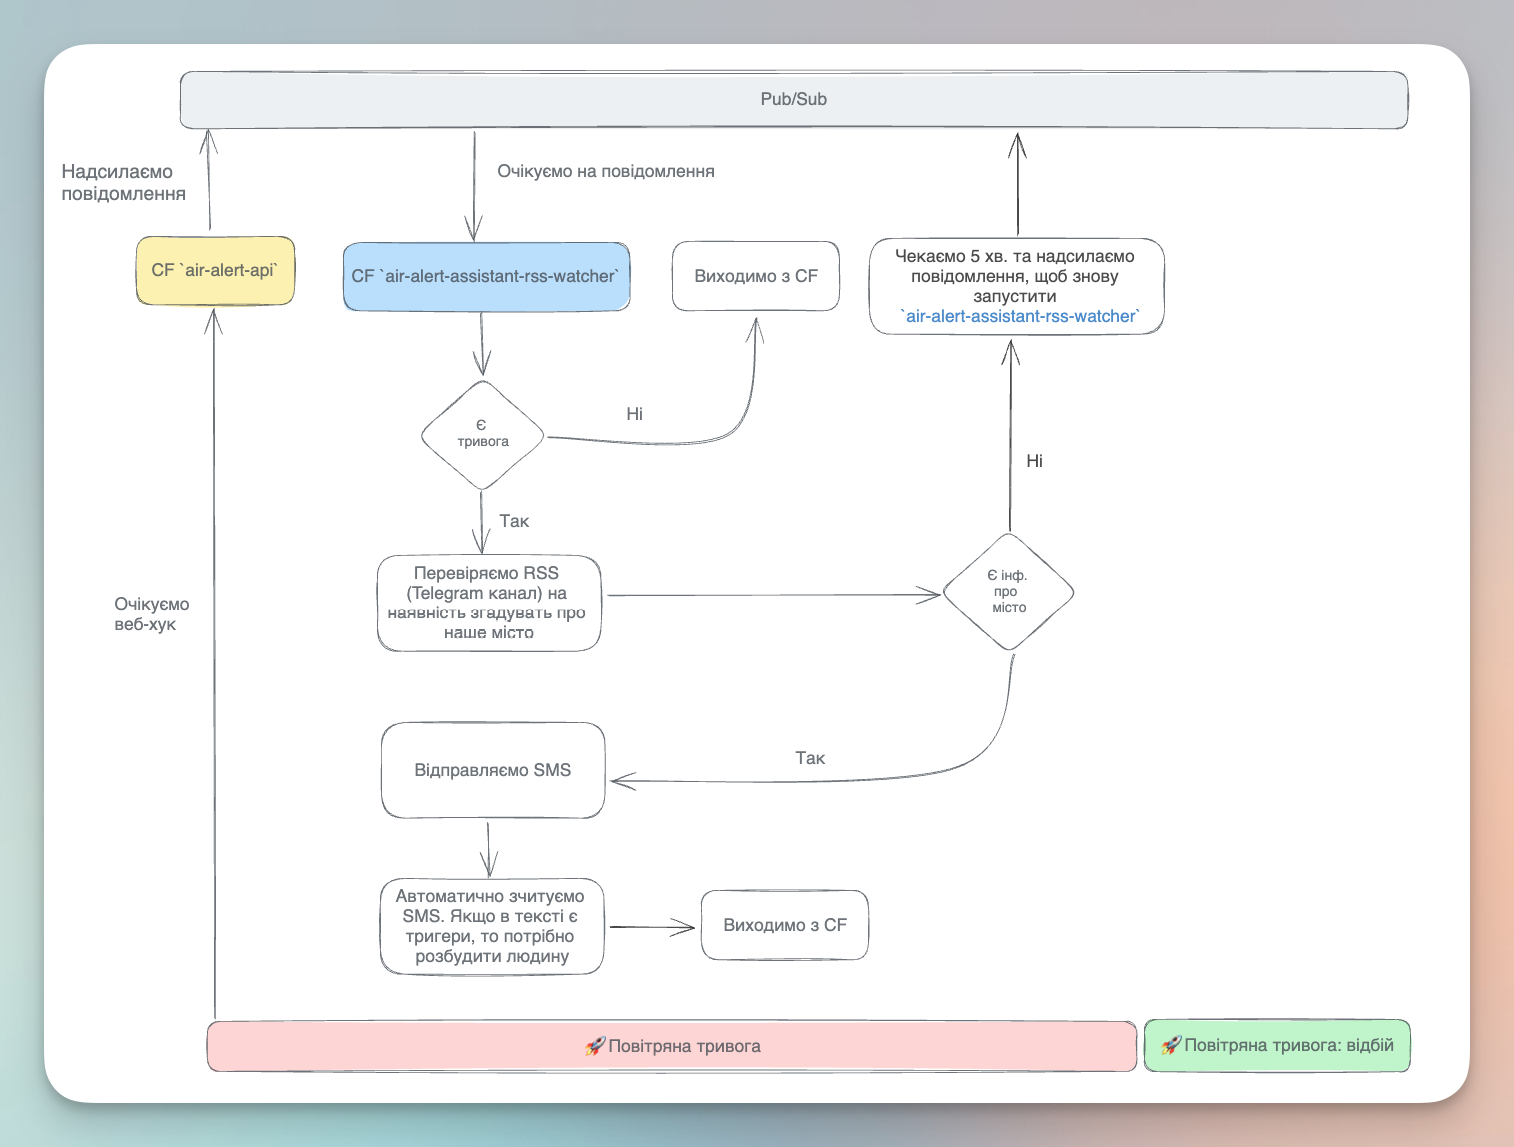 Pub/Sub
Надсилаємо
повідомлення
Очікуємо на повідомлення
CF `air-alert-api`
CF `air-alert-assistant-rss-watcher`
Виходимо з CF
Чекаємо 5 хв. та надсилаємо
повідомлення, щоб знову
запустити
`air-alert-assistant-rss-watcher`
Є
тривога
Ні
Ні
Так
Перевіряємо RSS
(Telegram канал) на
наявність згадувать про
наше місто
Є інф.
про
місто
Очікуємо
веб-хук
Відправляємо SMS
Так
Автоматично зчитуємо
SMS. Якщо в тексті є
тригери, то потрібно
розбудити людину
Виходимо з CF
🚀Повітряна тривога
🚀Повітряна тривога: відбій